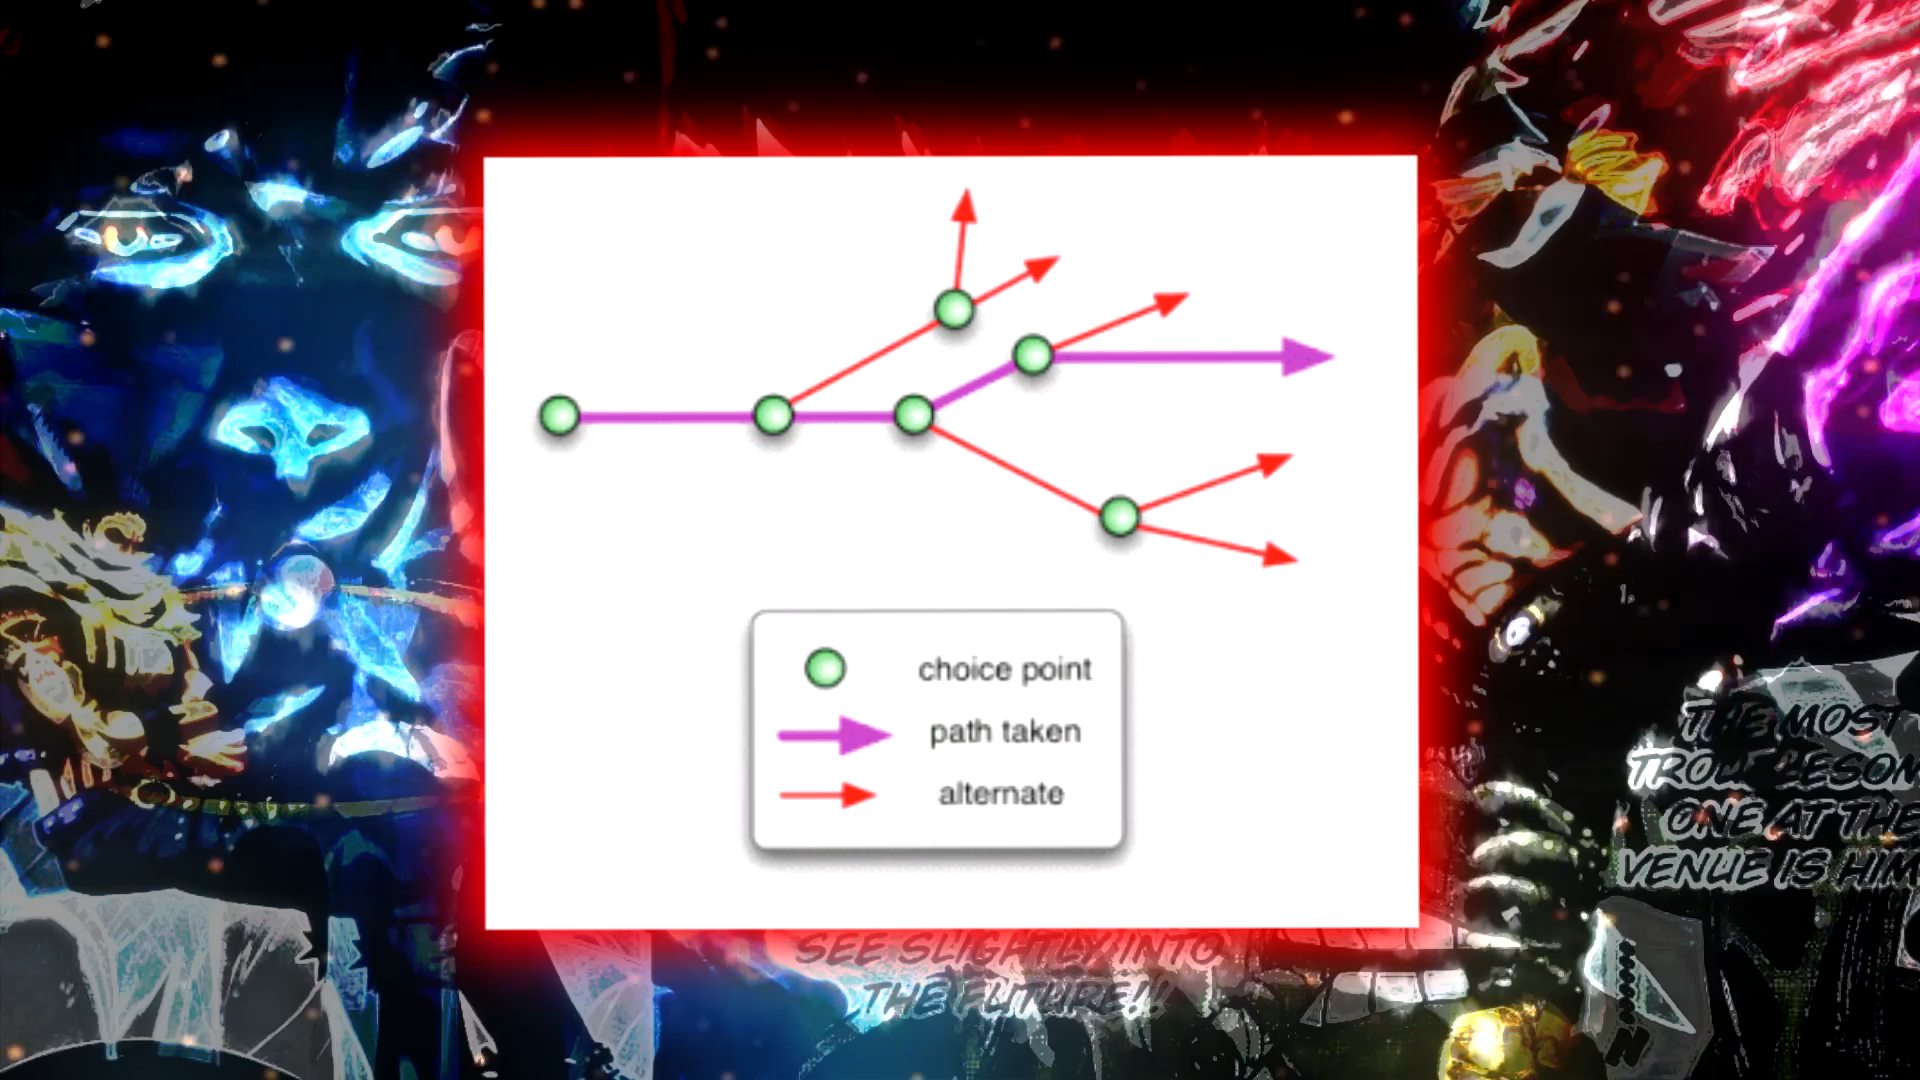 choice point
path taken
alternate
THE MOST
ONE AT THE
VENUE IS HIM
SEE SLIGHTLY INTO
THE FUTURE!!